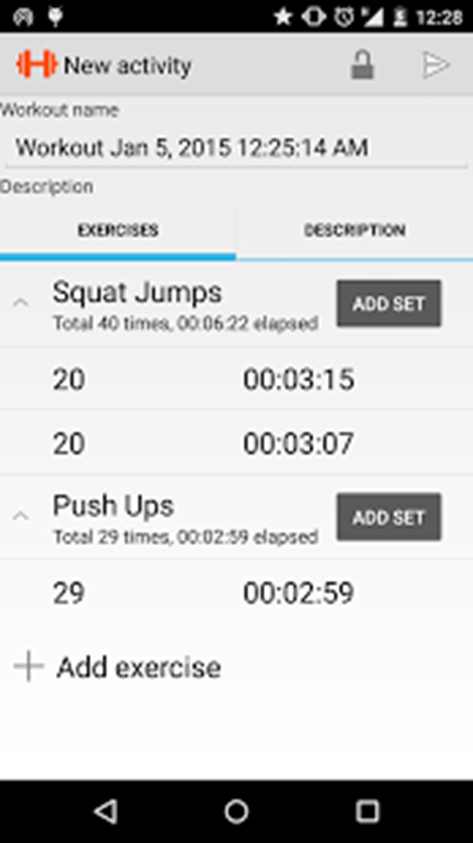 12:28
New activity
Workout name
Workout Jan 5, 2015 12:25:14 AM
Description
EXERCISES DESCRIPTION
Squat Jumps
Total 40 times, 00:06:22 elapsed
ADD SET
20 00:03:15
20 00:03:07
Push Ups
Total 29 times, 00:02:59 elapsed
ADD SET
29 00:02:59
Add exercise